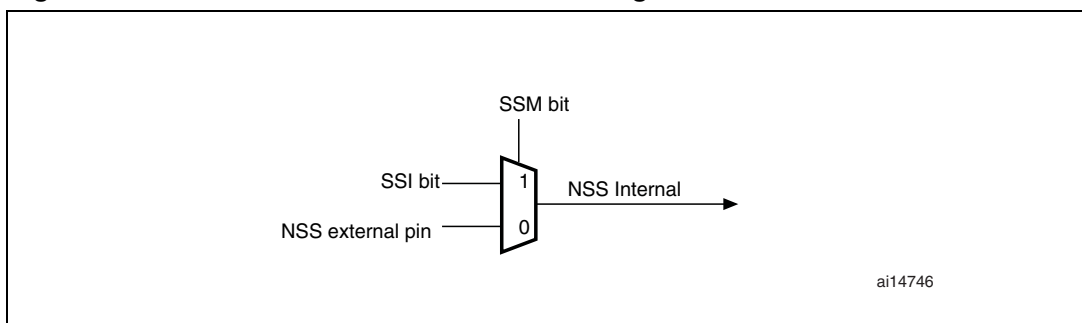 SSM bit
SSI bit
1
NSS Internal
NSS external pin
0
ai14746